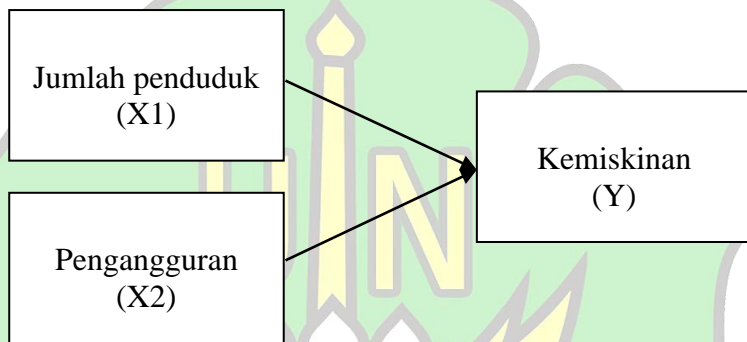 Jumlah penduduk
(X1)
Kemiskinan
(Y)
Pengangguran
(X2)